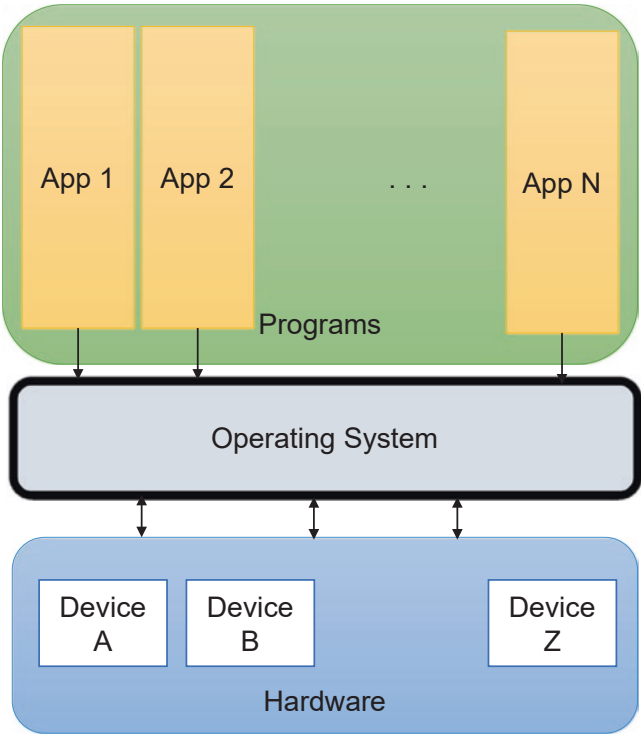 App 1
App 2
. . .
App N
Programs
Operating System
Device
A
Device
B
Device
Z
Hardware